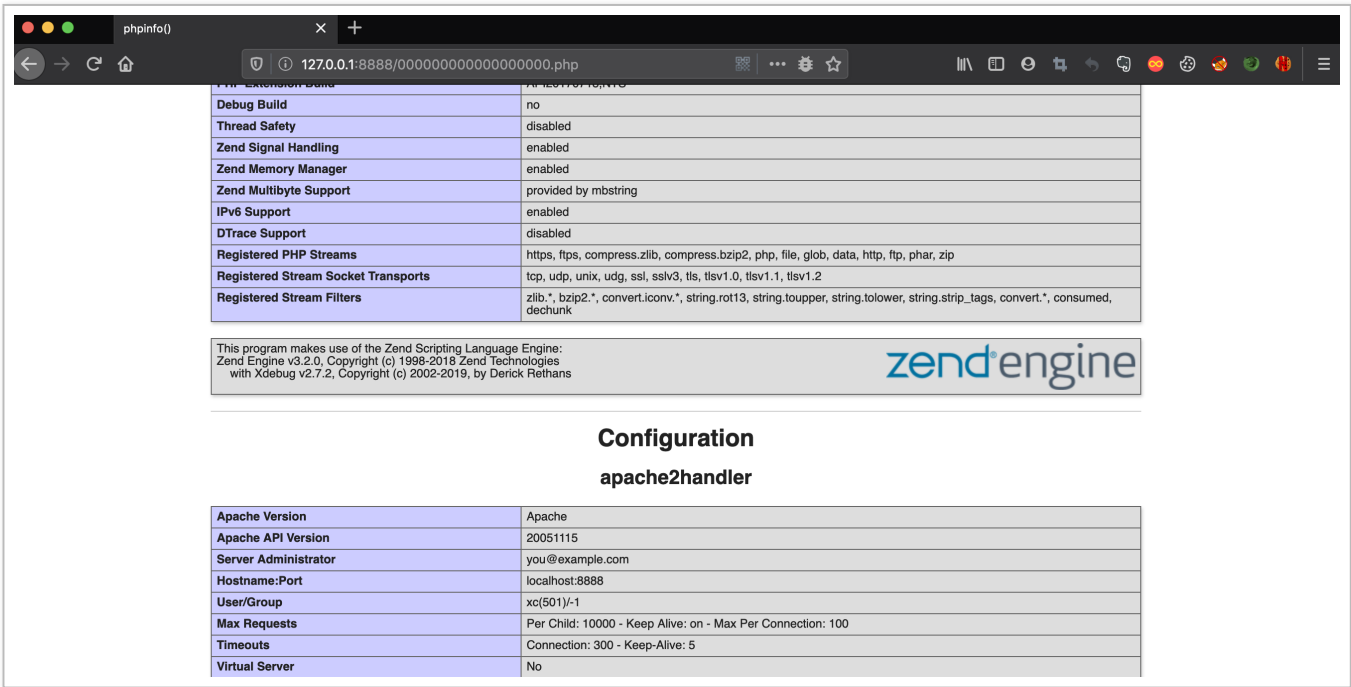 phpinfo()
127.0.0.1:8888/000000000000000000.php
PHP Extension Build API20170718,NTS
Debug Build no
Thread Safety disabled
Zend Signal Handling enabled
Zend Memory Manager enabled
Zend Multibyte Support provided by mbstring
IPv6 Support enabled
DTrace Support disabled
Registered PHP Streams https, ftps, compress.zlib, compress.bzip2, php, file, glob, data, http, ftp, phar, zip
Registered Stream Socket Transports tcp, udp, unix, udg, ssl, sslv3, tls, tlsv1.0, tlsv1.1, tlsv1.2
Registered Stream Filters zlib.*, bzip2.*, convert.iconv.*, string.rot13, string.toupper, string.tolower, string.strip_tags, convert.*, consumed,
dechunk
This program makes use of the Zend Scripting Language Engine:
Zend Engine v3.2.0, Copyright (c) 1998-2018 Zend Technologies
with Xdebug v2.7.2, Copyright (c) 2002-2019, by Derick Rethans
zend engine
Configuration
apache2handler
Apache Version Apache
Apache API Version 20051115
Server Administrator you@example.com
Hostname:Port localhost:8888
User/Group xc(501)/-1
Max Requests Per Child: 10000 - Keep Alive: on - Max Per Connection: 100
Timeouts Connection: 300 - Keep-Alive: 5
Virtual Server No